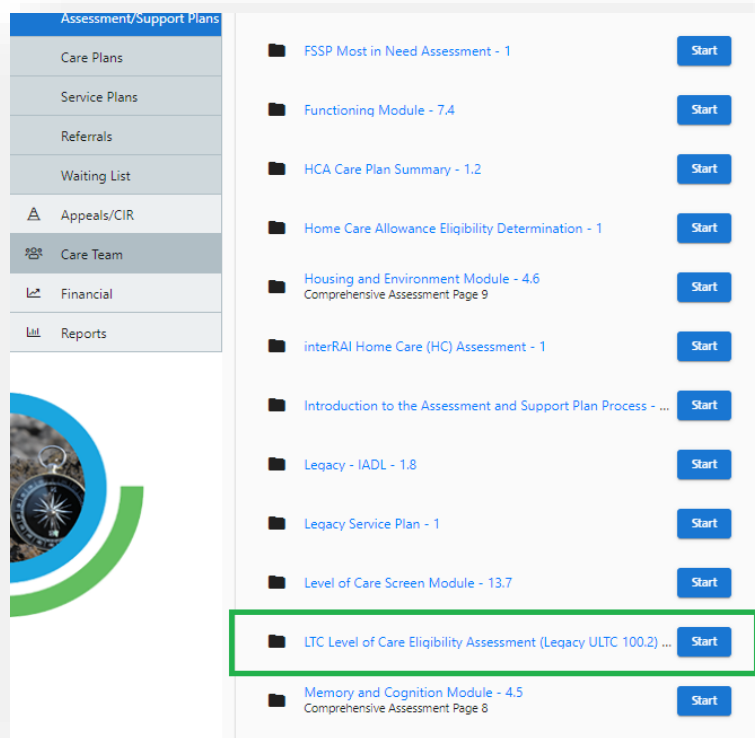 Assessment/Support Plans
Care Plans
Service Plans
Referrals
Waiting List
Appeals/CIR
Care Team
Financial
Reports
FSSP Most in Need Assessment - 1
Start
Functioning Module - 7.4
Start
HCA Care Plan Summary - 1.2
Start
Home Care Allowance Eligibility Determination - 1
Start
Housing and Environment Module - 4.6
Comprehensive Assessment Page 9
Start
interRAI Home Care (HC) Assessment - 1
Start
Introduction to the Assessment and Support Plan Process - ...
Start
Legacy - IADL - 1.8
Start
Legacy Service Plan - 1
Start
Level of Care Screen Module - 13.7
Start
LTC Level of Care Eligibility Assessment (Legacy ULTC 100.2) ...
Start
Memory and Cognition Module - 4.5
Comprehensive Assessment Page 8
Start